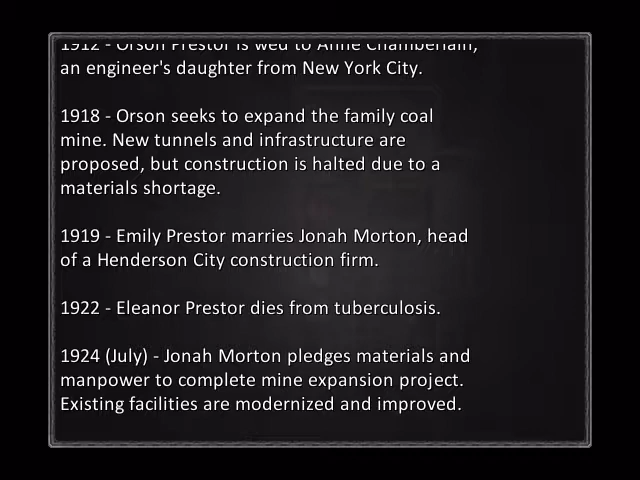 1912 - Orson Prestor is wed to Anne Chamberlain,
an engineer's daughter from New York City.
1918 - Orson seeks to expand the family coal
mine. New tunnels and infrastructure are
proposed, but construction is halted due to a
materials shortage.
1919 - Emily Prestor marries Jonah Morton, head
of a Henderson City construction firm.
1922 - Eleanor Prestor dies from tuberculosis.
1924 (July) - Jonah Morton pledges materials and
manpower to complete mine expansion project.
Existing facilities are modernized and improved.